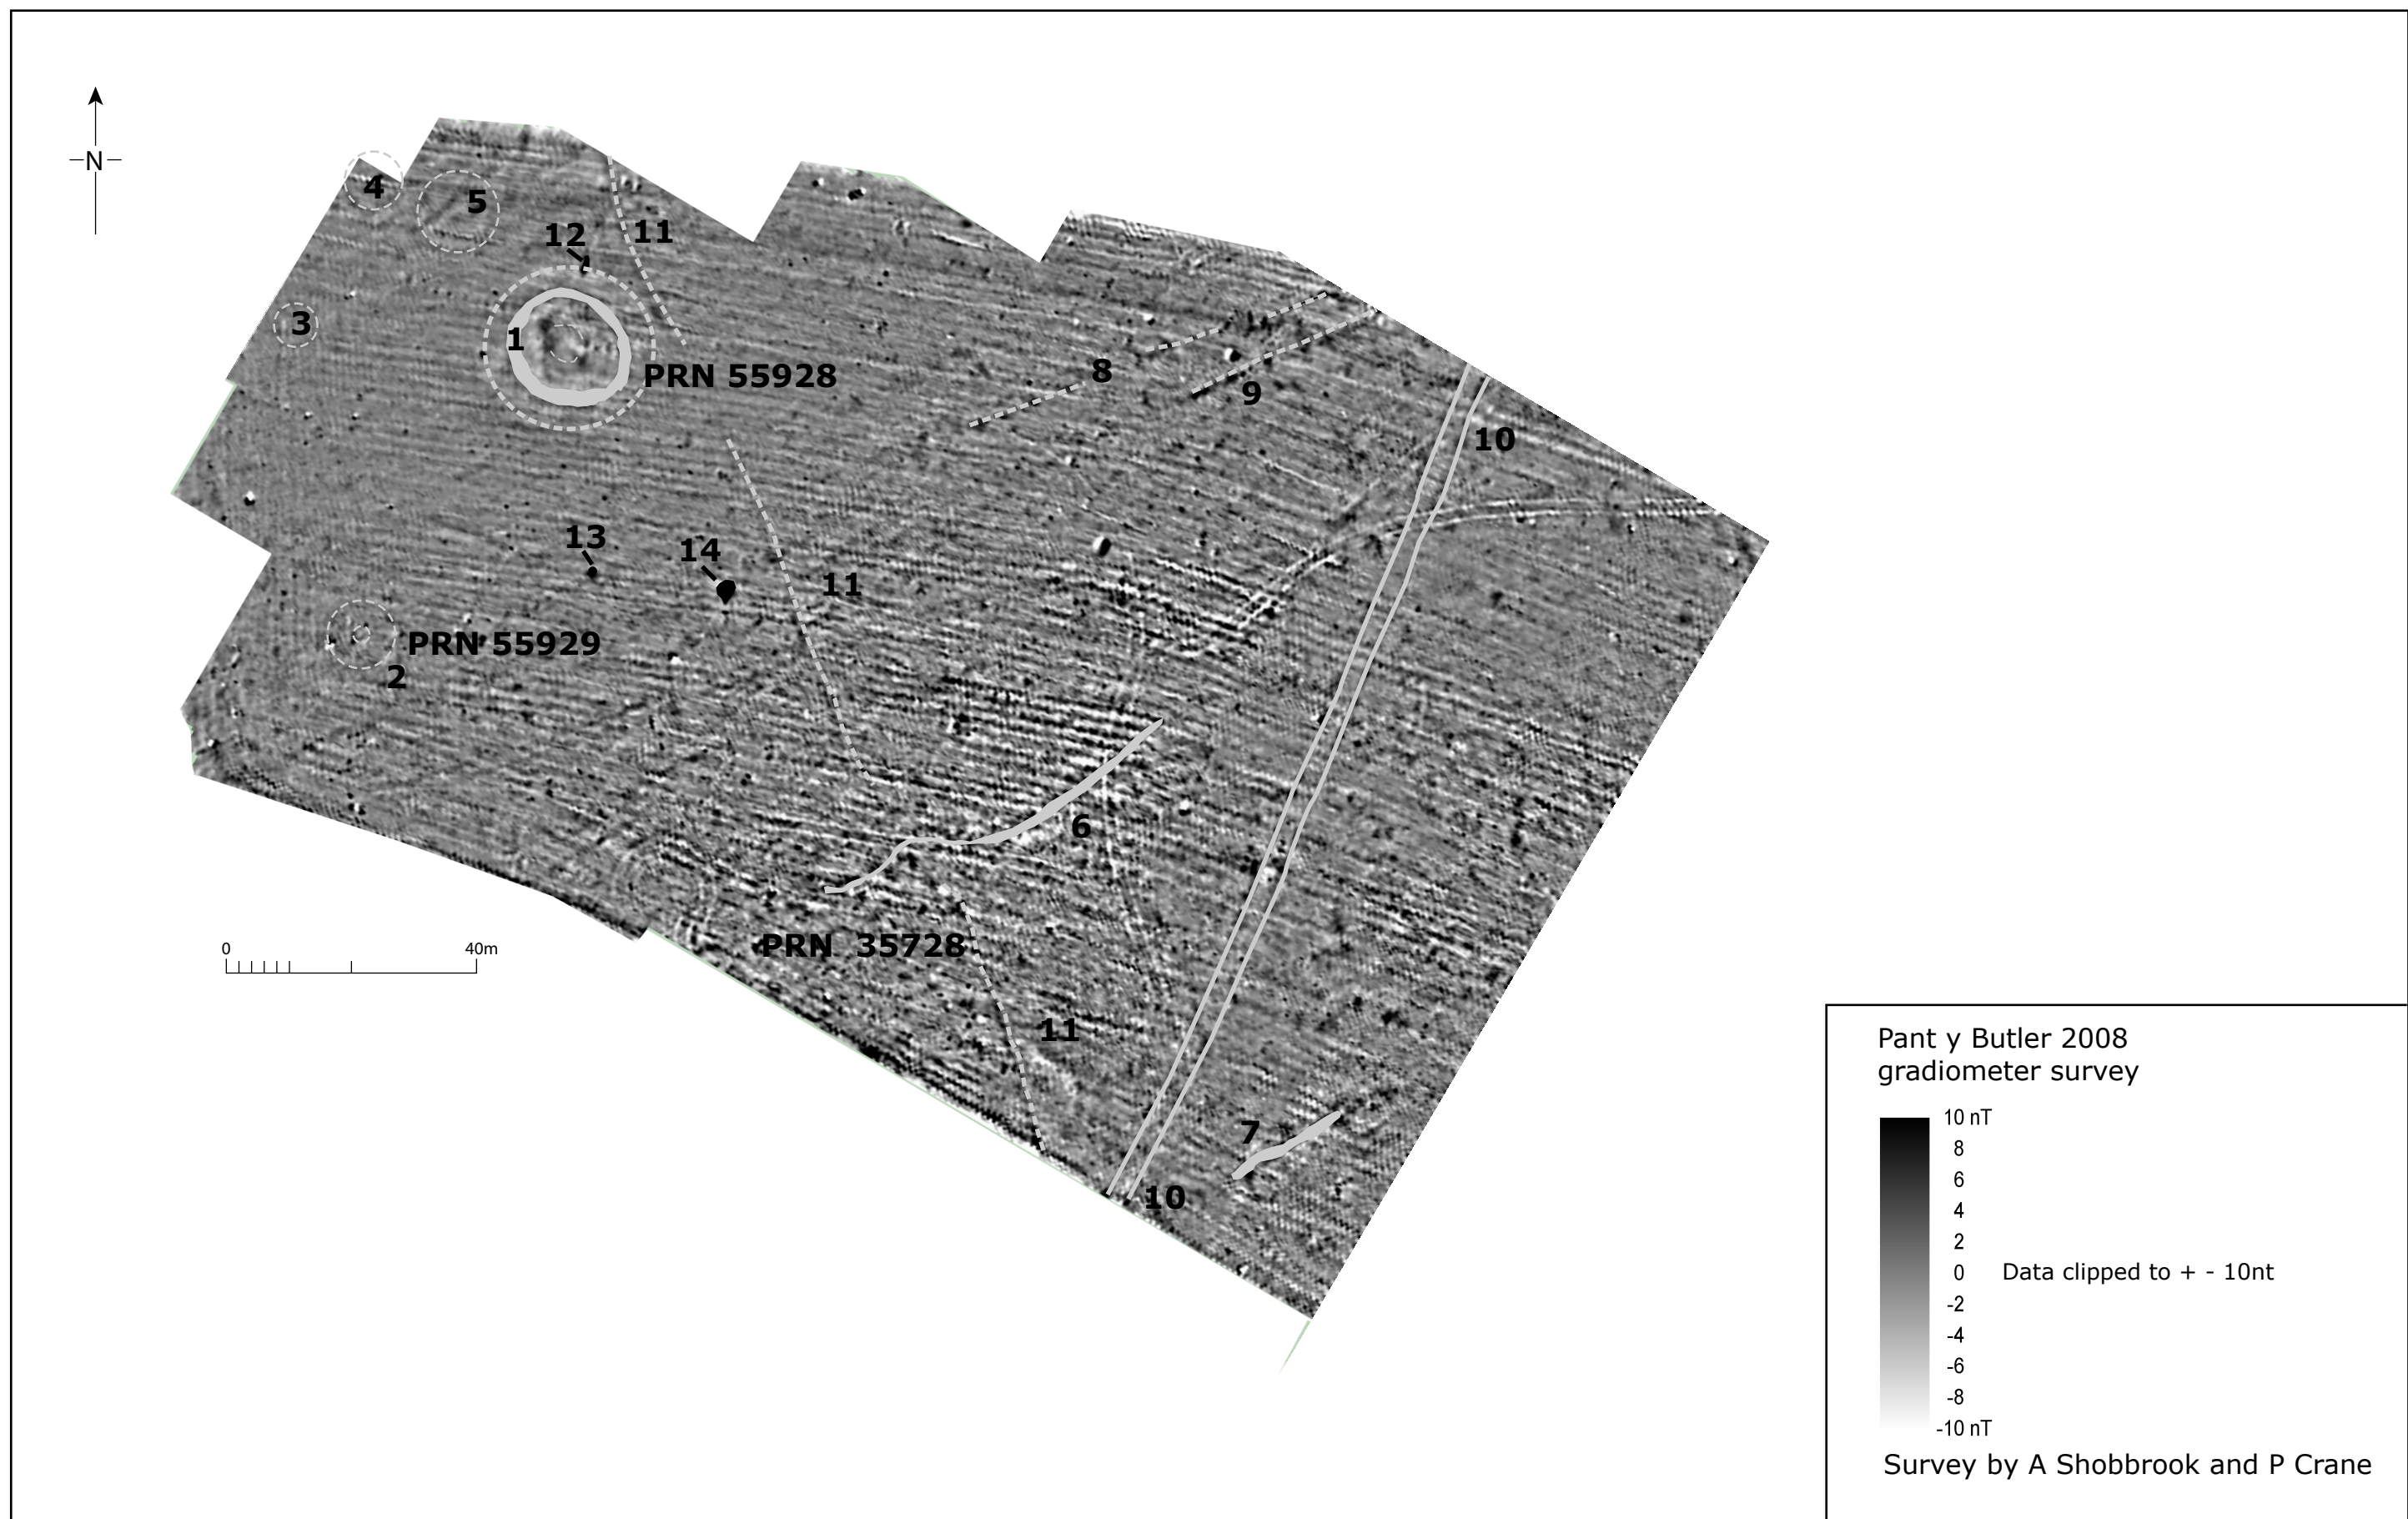 N
4
5
12
11
3
1
PRN 55928
8
9
10
13
14
11
PRN 55929
2
6
0 40m
PRN 35728
11
7
10
Pant y Butler 2008
gradiometer survey
10 nT
8
6
4
2
0
-2
-4
-6
-8
-10 nT
Data clipped to + - 10nt
Survey by A Shobbrook and P Crane